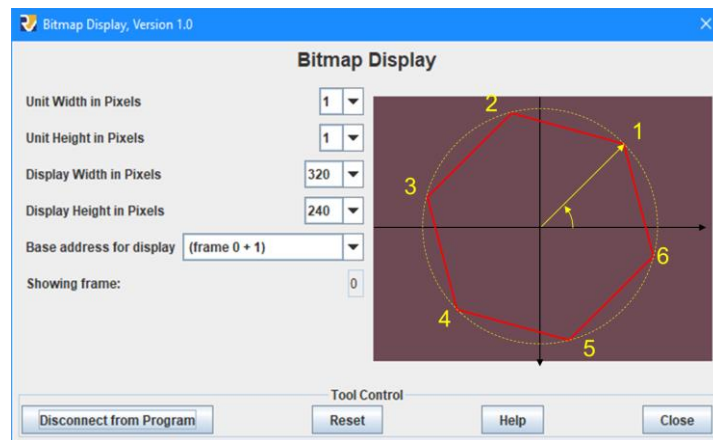 Bitmap Display, Version 1.0
Bitmap Display
Unit Width in Pixels 1
Unit Height in Pixels 1
Display Width in Pixels 320
Display Height in Pixels 240
Base address for display (frame 0 + 1)
Showing frame: 0
2
1
3
6
4
5
Tool Control
Disconnect from Program Reset Help Close